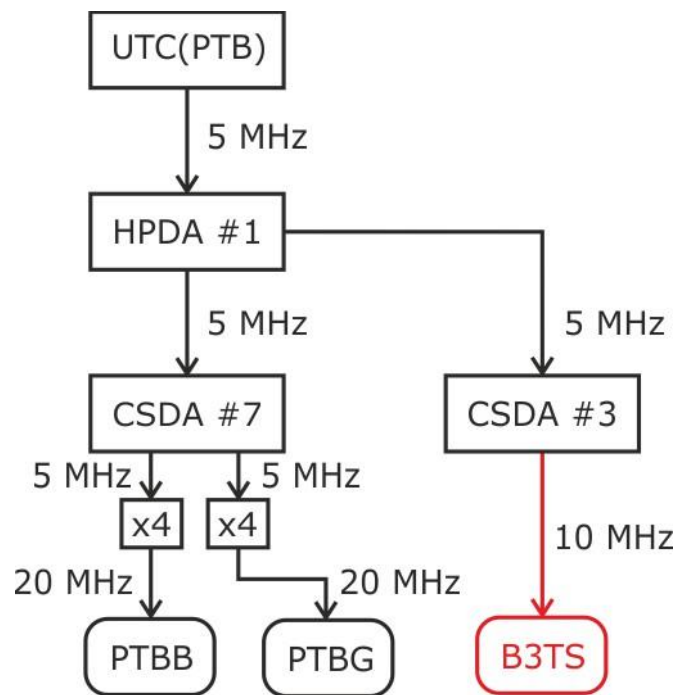 UTC(PTB)
5 MHz
HPDA #1
5 MHz
5 MHz
CSDA #7
CSDA #3
5 MHz
5 MHz
x4
x4
10 MHz
20 MHz
20 MHz
PTBB
PTBG
B3TS